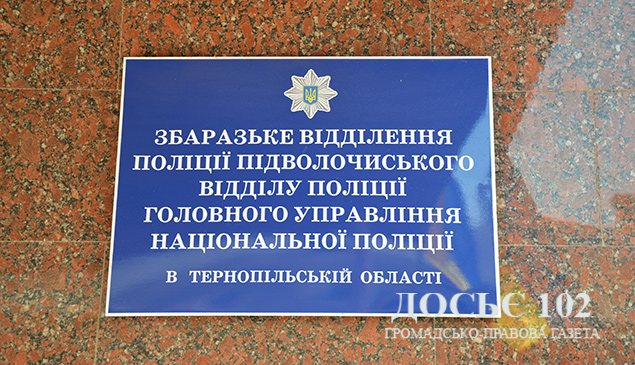 ЗБАРАЗЬКЕ ВІДДІЛЕННЯ
ПОЛІЦІЇ ПІДВОЛОЧИСЬКОГО
ВІДДІЛУ ПОЛІЦІЇ
ГОЛОВНОГО УПРАВЛІННЯ
НАЦІОНАЛЬНОЇ ПОЛІЦІЇ
В ТЕРНОПІЛЬСЬКІЙ ОБЛАСТІ
ДОСЬЄ 102
ГРОМАДСЬКО-ПРАВОВА ГАЗЕТА